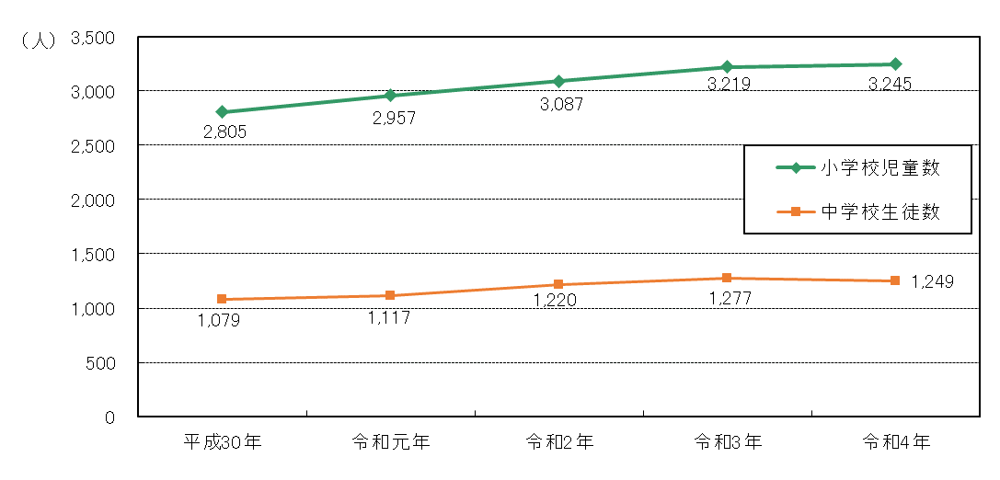 （人）
3,500
3,000
2,500
2,000
1,500
1,000
500
0
2,805
2,957
3,087
3,219
3,245
小学校児童数
中学校生徒数
1,079
1,117
1,220
1,277
1,249
平成30年
令和元年
令和2年
令和3年
令和4年